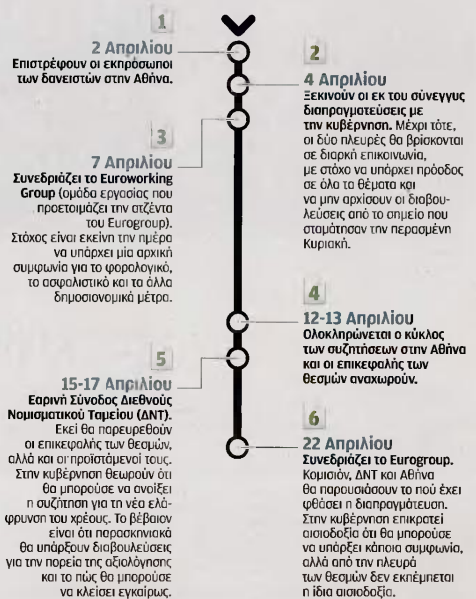 1
2 Απριλίου
Επιστρέφουν οι εκπρόσωποι
των δανειστών στην Αθήνα.
2
4 Απριλίου
Ξεκινούν οι εκ του σύνεγγυς
διαπραγματεύσεις με
την κυβέρνηση. Μέχρι τότε,
οι δύο πλευρές θα βρίσκονται
σε διαρκή επικοινωνία,
με στόχο να υπάρχει πρόοδος
σε όλα τα θέματα και
να μην αρχίσουν οι διαβου-
λεύσεις από το σημείο που
σταμάτησαν την περασμένη
Κυριακή.
3
7 Απριλίου
Συνεδριάζει το Euroworking
Group (ομάδα εργασίας που
προετοιμάζει την ατζέντα
του Eurogroup).
Στόχος είναι εκείνη την ημέρα
να υπάρχει μία αρχική
συμφωνία για το φορολογικό,
το ασφαλιστικό και τα άλλα
δημοσιονομικά μέτρα.
4
12-13 Απριλίου
Ολοκληρώνεται ο κύκλος
των συζητήσεων στην Αθήνα
και οι επικεφαλής των
θεσμών αναχωρούν.
5
15-17 Απριλίου
Εαρινή Σύνοδος Διεθνούς
Νομισματικού Ταμείου (ΔΝΤ).
Εκεί θα παρευρεθούν
οι επικεφαλής των θεσμών,
αλλά και οι προϊστάμενοί τους.
Στην κυβέρνηση θεωρούν ότι
θα μπορούσε να ανοίξει
η συζήτηση για τη νέα ελά-
φρυνση του χρέους. Το βέβαιον
είναι ότι παρασκηνιακά
θα υπάρξουν διαβουλεύσεις
για την πορεία της αξιολόγησης
και το πώς θα μπορούσε
να κλείσει εγκαίρως.
6
22 Απριλίου
Συνεδριάζει το Eurogroup.
Κομισιόν, ΔΝΤ και Αθήνα
θα παρουσιάσουν το πού έχει
φθάσει η διαπραγμάτευση.
Στην κυβέρνηση επικρατεί
αισιοδοξία ότι θα μπορούσε
να υπάρξει κάποια συμφωνία,
αλλά από την πλευρά
των θεσμών δεν εκπέμπεται
η ίδια αισιοδοξία.